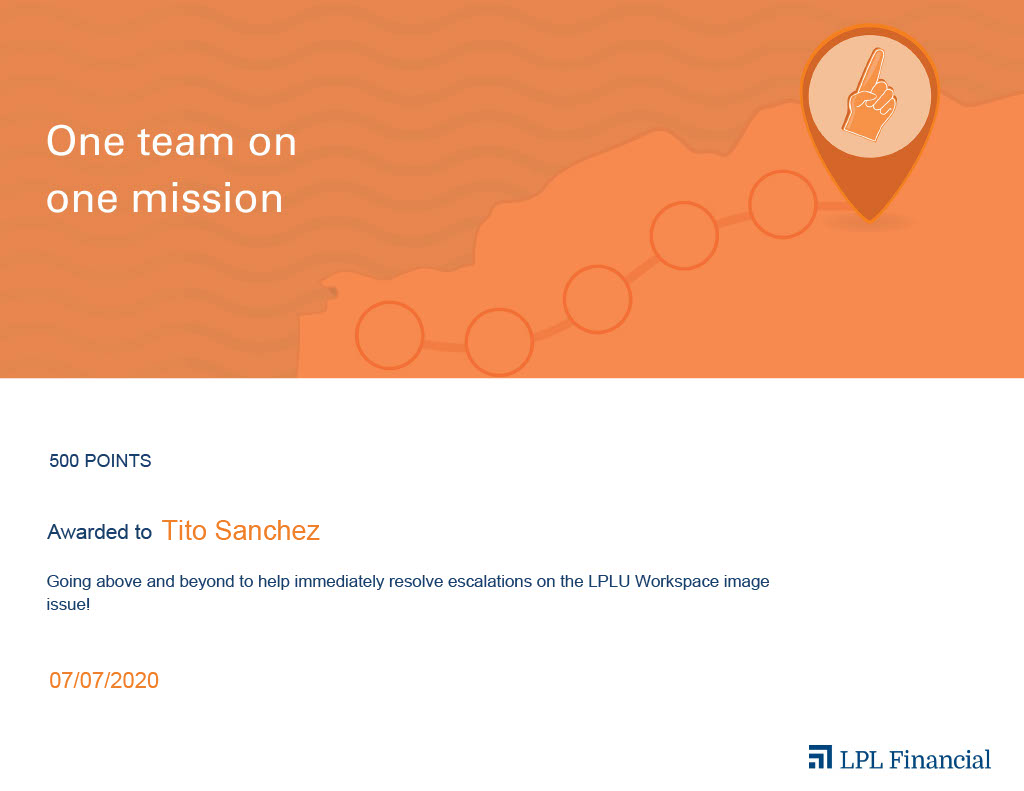 One team on
one mission
500 POINTS
Awarded to Tito Sanchez
Going above and beyond to help immediately resolve escalations on the LPLU Workspace image
issue!
07/07/2020
LPL Financial